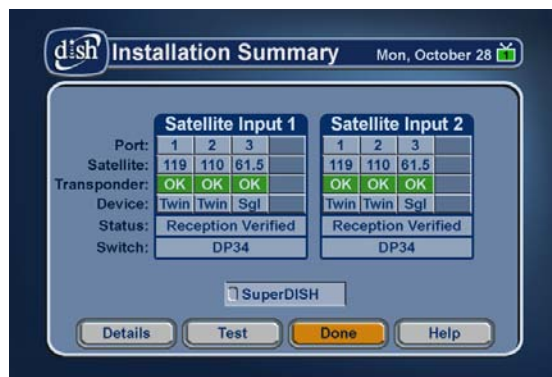 dish Installation Summary Mon, October 28 1
Satellite Input 1 Satellite Input 2
Port: 1 2 3 1 2 3
Satellite: 119 110 61.5 119 110 61.5
Transponder: OK OK OK OK OK OK
Device: Twin Twin Sgl Twin Twin Sgl
Status: Reception Verified Reception Verified
Switch: DP34 DP34
SuperDISH
Details Test Done Help